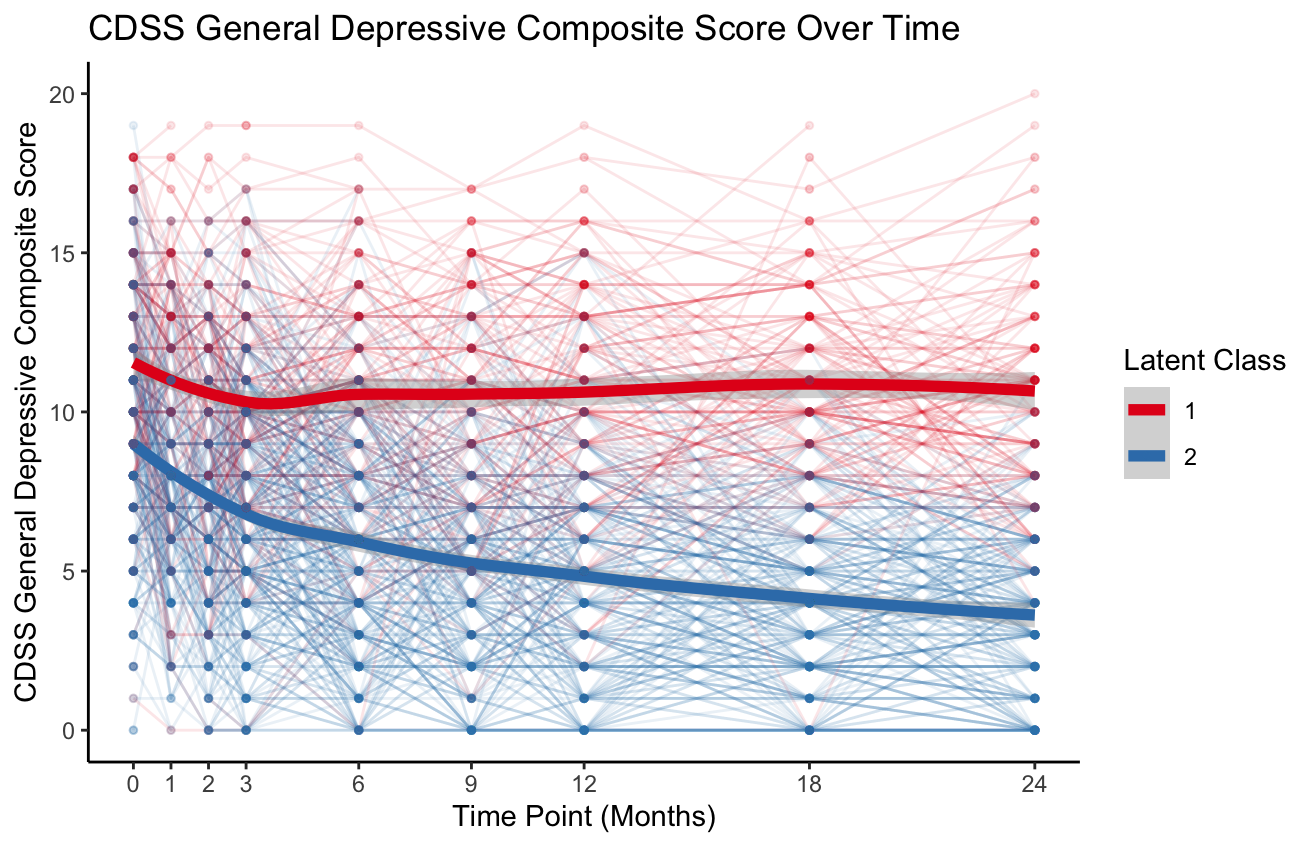 CDSS General Depressive Composite Score Over Time
CDSS General Depressive Composite Score
20
15
10
5
0
0 1 2 3 6 9 12 18 24
Time Point (Months)
Latent Class
1
2